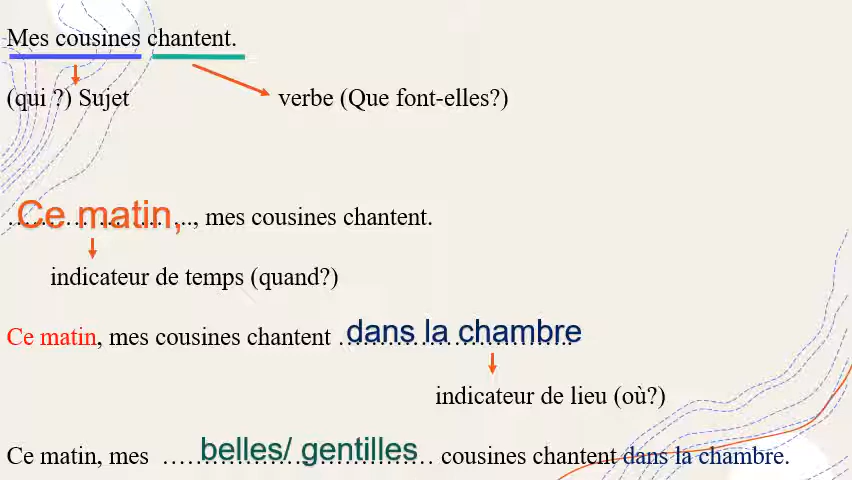 Mes cousines chantent.
(qui ?) Sujet verbe (Que font-elles?)
Ce matin, ……………………..., mes cousines chantent.
indicateur de temps (quand?)
Ce matin, mes cousines chantent dans la chambre ……………………….
indicateur de lieu (où?)
Ce matin, mes belles/ gentilles …………………………… cousines chantent dans la chambre.